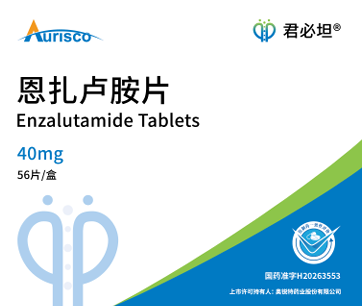 Aurisco
君必坦®
恩扎卢胺片
Enzalutamide Tablets
40mg
56片/盒
国药准字H20263553
上市许可持有人：奥锐特药业股份有限公司